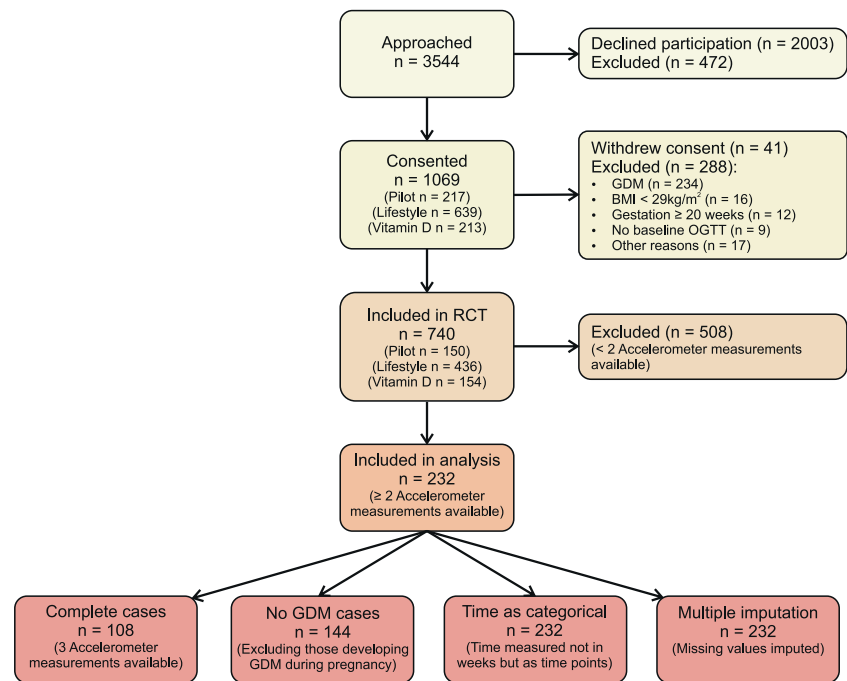 Approached
n = 3544
Declined participation (n = 2003)
Excluded (n = 472)
Consented
n = 1069
(Pilot n = 217)
(Lifestyle n = 639)
(Vitamin D n = 213)
Withdrew consent (n = 41)
Excluded (n = 288):
• GDM (n = 234)
• BMI < 29kg/m² (n = 16)
• Gestation ≥ 20 weeks (n = 12)
• No baseline OGTT (n = 9)
• Other reasons (n = 17)
Included in RCT
n = 740
(Pilot n = 150)
(Lifestyle n = 436)
(Vitamin D n = 154)
Excluded (n = 508)
(< 2 Accelerometer measurements
available)
Included in analysis
n = 232
(≥ 2 Accelerometer
measurements available)
Complete cases
n = 108
(3 Accelerometer
measurements available)
No GDM cases
n = 144
(Excluding those developing
GDM during pregnancy)
Time as categorical
n = 232
(Time measured not in
weeks but as time points)
Multiple imputation
n = 232
(Missing values imputed)